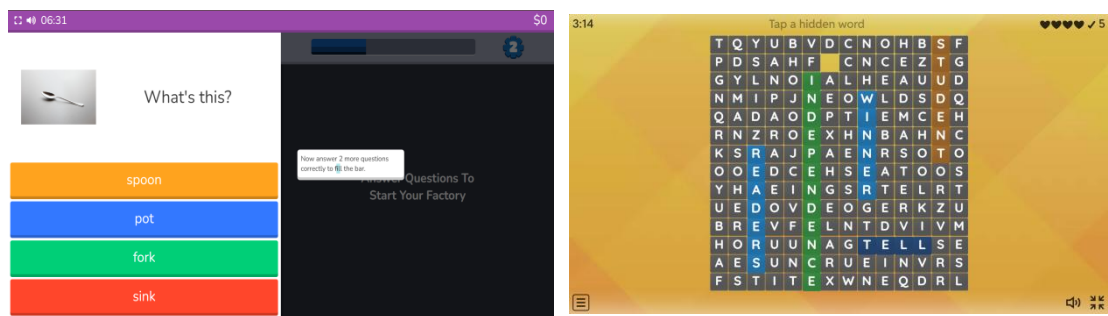 06:31
$0
2
What's this?
spoon
pot
fork
sink
Now answer 2 more questions
correctly to fill the bar.
Answer Questions To
Start Your Factory
3:14
Tap a hidden word
5
T Q Y U B V D C N O H B S F
P D S A H F C N C E Z T G
G Y L N O I A L H E A U U D
N M I P J N E O W L D S D Q
Q A D A O D P T I E M C E H
R N Z R O E X H N B A H N C
K S R A J P A E N R S O T O
O O E D C E H S E A T O O S
Y H A E I N G S R T E L R T
U E D O V D E O G E R K Z U
B R E V F E L N T D V I V M
H O R U U N A G T E L L S E
A E S U N C R U E I N V R S
F S T I T E X W N E Q D R L